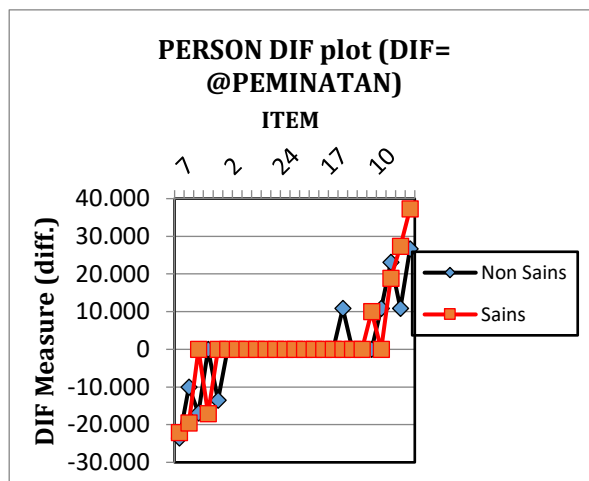 PERSON DIF plot (DIF=
@PEMINATAN)
ITEM
7 2 24 17 10
40.000
30.000
20.000
10.000
0
-10.000
-20.000
-30.000
DIF Measure (diff.)
Non Sains
Sains